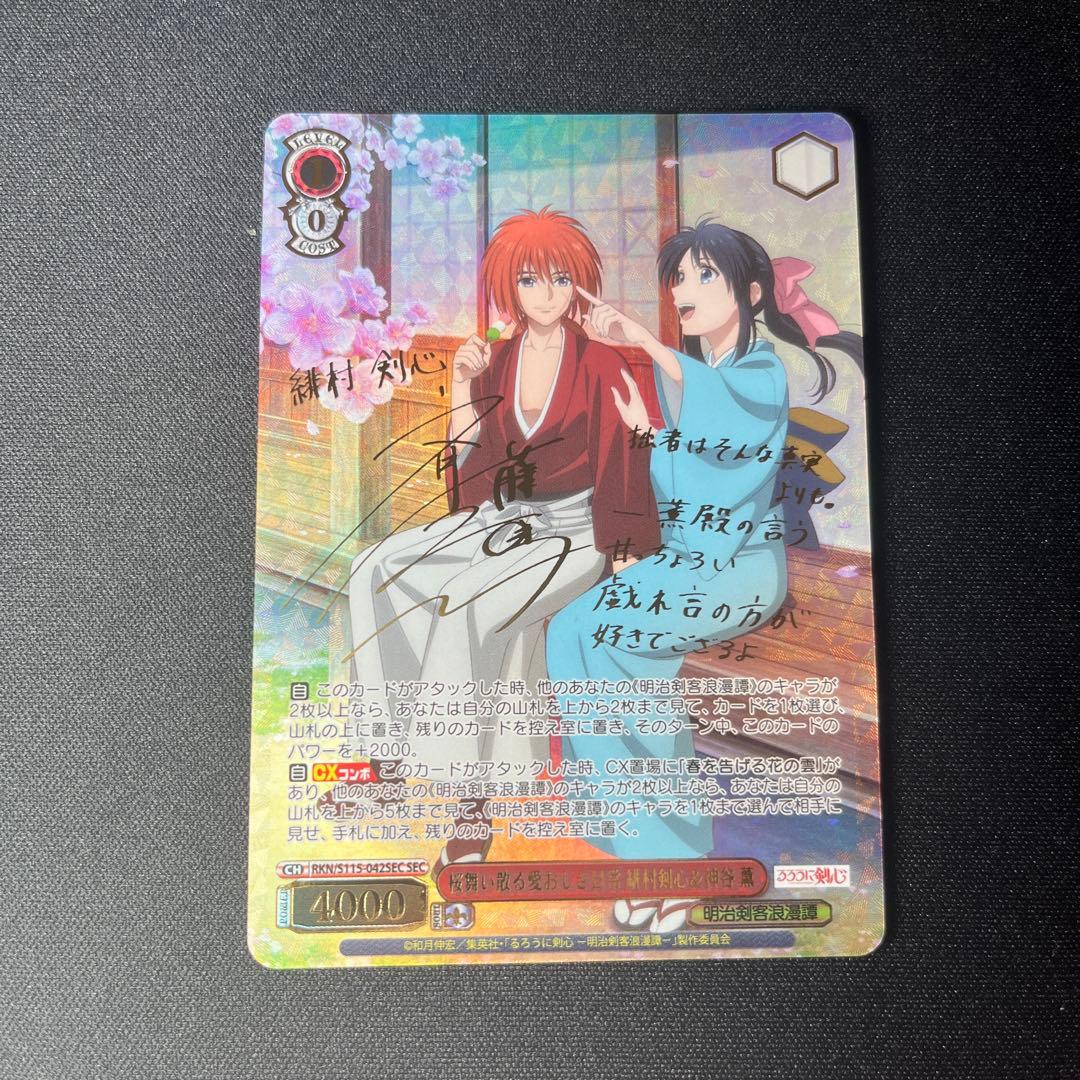 LEVEL
1
0
COST
緋村 剣心
斉藤
拙者はそんな真実
よりも。
薫殿の言う
甘っちょろい
戯れ言の方が
好きでござるよ
自 このカードがアタックした時、他のあなたの《明治剣客浪漫譚》のキャラが
2枚以上なら、あなたは自分の山札を上から2枚まで見て、カードを1枚選び、
山札の上に置き、残りのカードを控え室に置き、そのターン中、このカードの
パワーを+2000。
自 CXコンボ このカードがアタックした時、CX置場に「春を告げる花の雲」が
あり、他のあなたの《明治剣客浪漫譚》のキャラが2枚以上なら、あなたは自分の
山札を上から5枚まで見て、《明治剣客浪漫譚》のキャラを1枚まで選んで相手に
見せ、手札に加え、残りのカードを控え室に置く。
CH RKN/S115-042SEC SEC
桜舞い散る 緋村剣心&神谷 薫
るろうに剣心
POWER 4000
明治剣客浪漫譚
©和月伸宏/集英社・「るろうに剣心 -明治剣客浪漫譚-」製作委員会